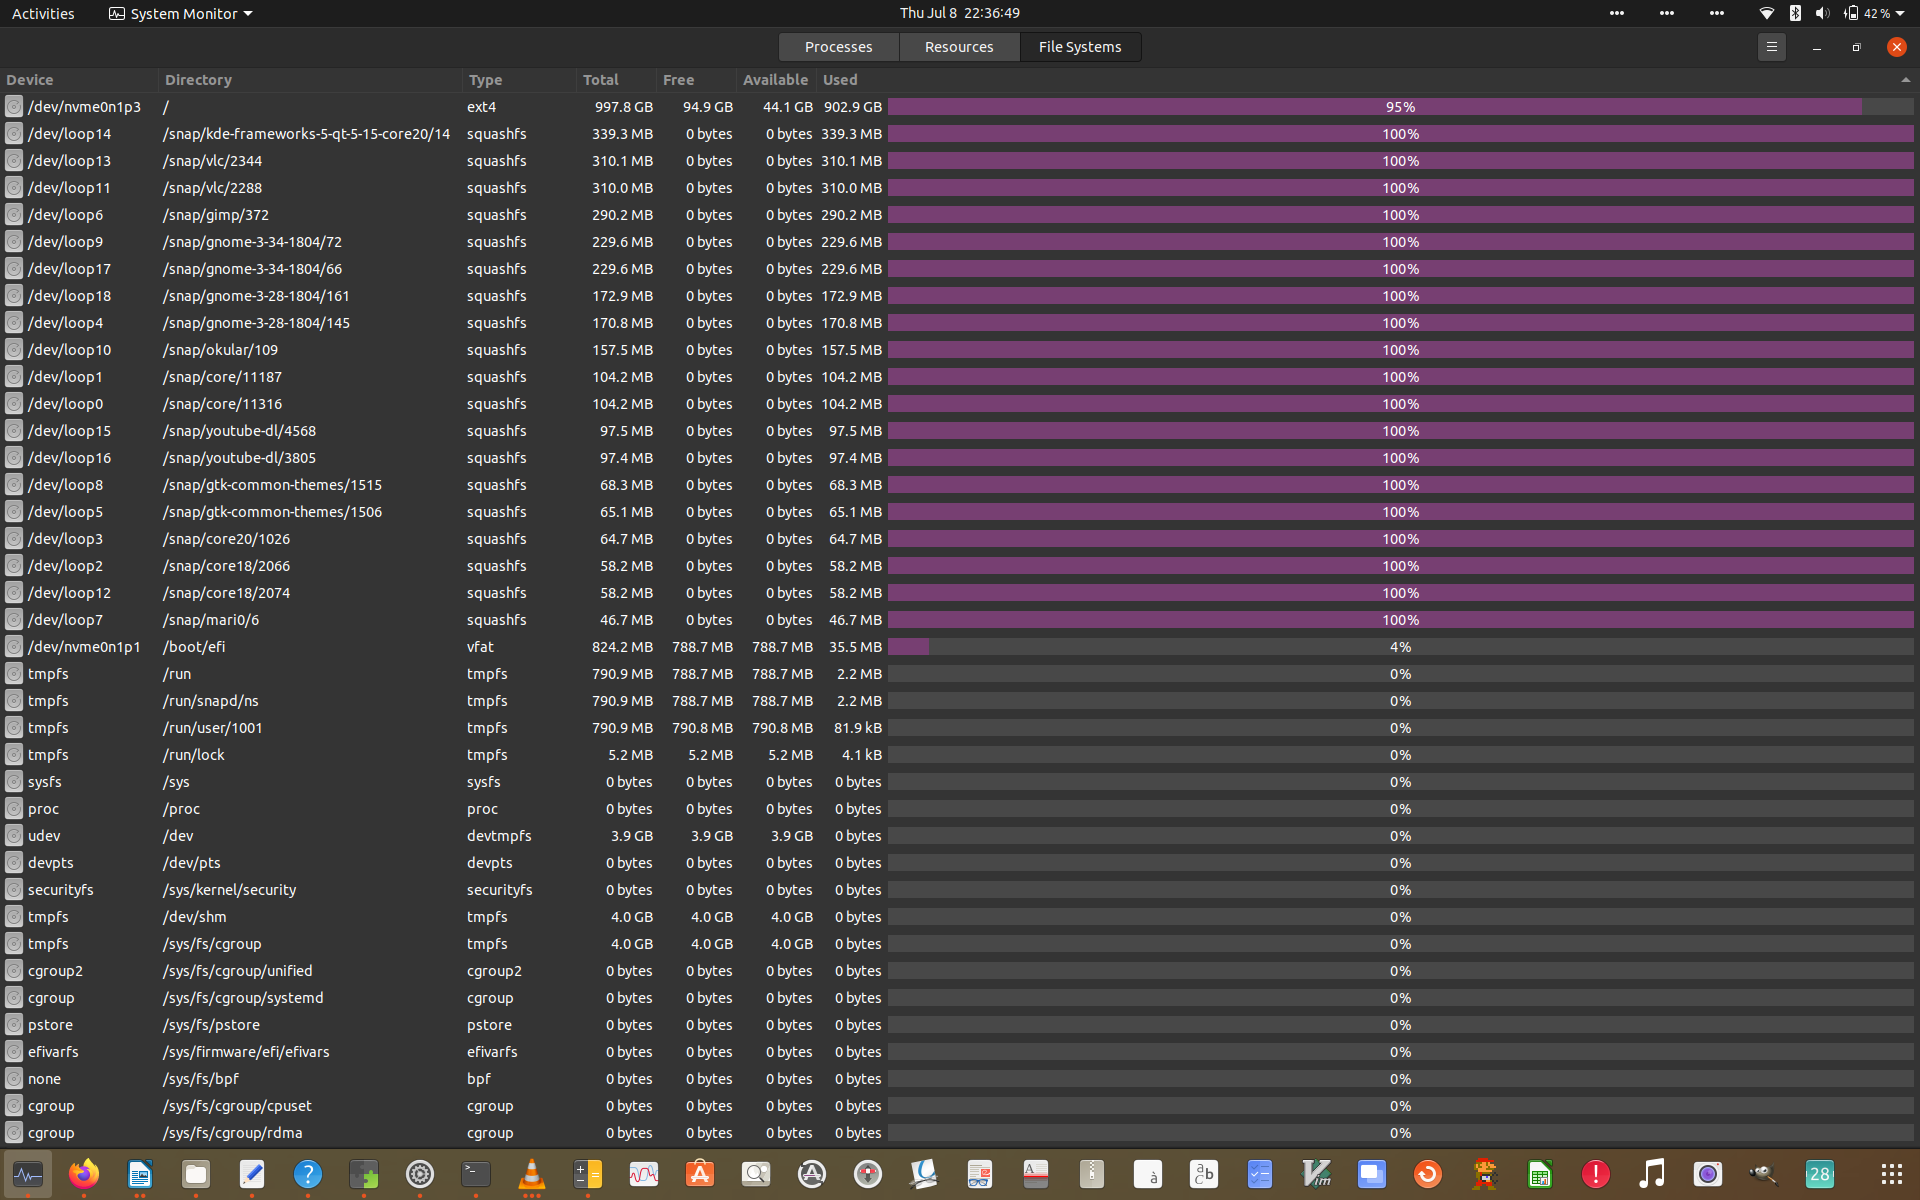 Activities System Monitor Thu Jul 8 22:36:49 42 %
Processes Resources File Systems
Device Directory Type Total Free Available Used
/dev/nvme0n1p3 / ext4 997.8 GB 94.9 GB 44.1 GB 902.9 GB 95%
/dev/loop14 /snap/kde-frameworks-5-qt-5-15-core20/14 squashfs 339.3 MB 0 bytes 0 bytes 339.3 MB 100%
/dev/loop13 /snap/vlc/2344 squashfs 310.1 MB 0 bytes 0 bytes 310.1 MB 100%
/dev/loop11 /snap/vlc/2288 squashfs 310.0 MB 0 bytes 0 bytes 310.0 MB 100%
/dev/loop6 /snap/gimp/372 squashfs 290.2 MB 0 bytes 0 bytes 290.2 MB 100%
/dev/loop9 /snap/gnome-3-34-1804/72 squashfs 229.6 MB 0 bytes 0 bytes 229.6 MB 100%
/dev/loop17 /snap/gnome-3-34-1804/66 squashfs 229.6 MB 0 bytes 0 bytes 229.6 MB 100%
/dev/loop18 /snap/gnome-3-28-1804/161 squashfs 172.9 MB 0 bytes 0 bytes 172.9 MB 100%
/dev/loop4 /snap/gnome-3-28-1804/145 squashfs 170.8 MB 0 bytes 0 bytes 170.8 MB 100%
/dev/loop10 /snap/okular/109 squashfs 157.5 MB 0 bytes 0 bytes 157.5 MB 100%
/dev/loop1 /snap/core/11187 squashfs 104.2 MB 0 bytes 0 bytes 104.2 MB 100%
/dev/loop0 /snap/core/11316 squashfs 104.2 MB 0 bytes 0 bytes 104.2 MB 100%
/dev/loop15 /snap/youtube-dl/4568 squashfs 97.5 MB 0 bytes 0 bytes 97.5 MB 100%
/dev/loop16 /snap/youtube-dl/3805 squashfs 97.4 MB 0 bytes 0 bytes 97.4 MB 100%
/dev/loop8 /snap/gtk-common-themes/1515 squashfs 68.3 MB 0 bytes 0 bytes 68.3 MB 100%
/dev/loop5 /snap/gtk-common-themes/1506 squashfs 65.1 MB 0 bytes 0 bytes 65.1 MB 100%
/dev/loop3 /snap/core20/1026 squashfs 64.7 MB 0 bytes 0 bytes 64.7 MB 100%
/dev/loop2 /snap/core18/2066 squashfs 58.2 MB 0 bytes 0 bytes 58.2 MB 100%
/dev/loop12 /snap/core18/2074 squashfs 58.2 MB 0 bytes 0 bytes 58.2 MB 100%
/dev/loop7 /snap/mari0/6 squashfs 46.7 MB 0 bytes 0 bytes 46.7 MB 100%
/dev/nvme0n1p1 /boot/efi vfat 824.2 MB 788.7 MB 788.7 MB 35.5 MB 4%
tmpfs /run tmpfs 790.9 MB 788.7 MB 788.7 MB 2.2 MB 0%
tmpfs /run/snapd/ns tmpfs 790.9 MB 788.7 MB 788.7 MB 2.2 MB 0%
tmpfs /run/user/1001 tmpfs 790.9 MB 790.8 MB 790.8 MB 81.9 kB 0%
tmpfs /run/lock tmpfs 5.2 MB 5.2 MB 5.2 MB 4.1 kB 0%
sysfs /sys sysfs 0 bytes 0 bytes 0 bytes 0 bytes 0%
proc /proc proc 0 bytes 0 bytes 0 bytes 0 bytes 0%
udev /dev devtmpfs 3.9 GB 3.9 GB 3.9 GB 0 bytes 0%
devpts /dev/pts devpts 0 bytes 0 bytes 0 bytes 0 bytes 0%
securityfs /sys/kernel/security securityfs 0 bytes 0 bytes 0 bytes 0 bytes 0%
tmpfs /dev/shm tmpfs 4.0 GB 4.0 GB 4.0 GB 0 bytes 0%
tmpfs /sys/fs/cgroup tmpfs 4.0 GB 4.0 GB 4.0 GB 0 bytes 0%
cgroup2 /sys/fs/cgroup/unified cgroup2 0 bytes 0 bytes 0 bytes 0 bytes 0%
cgroup /sys/fs/cgroup/systemd cgroup 0 bytes 0 bytes 0 bytes 0 bytes 0%
pstore /sys/fs/pstore pstore 0 bytes 0 bytes 0 bytes 0 bytes 0%
efivarfs /sys/firmware/efi/efivars efivarfs 0 bytes 0 bytes 0 bytes 0 bytes 0%
none /sys/fs/bpf bpf 0 bytes 0 bytes 0 bytes 0 bytes 0%
cgroup /sys/fs/cgroup/cpuset cgroup 0 bytes 0 bytes 0 bytes 0 bytes 0%
cgroup /sys/fs/cgroup/rdma cgroup 0 bytes 0 bytes 0 bytes 0 bytes 0%
? à a b c Vim 28